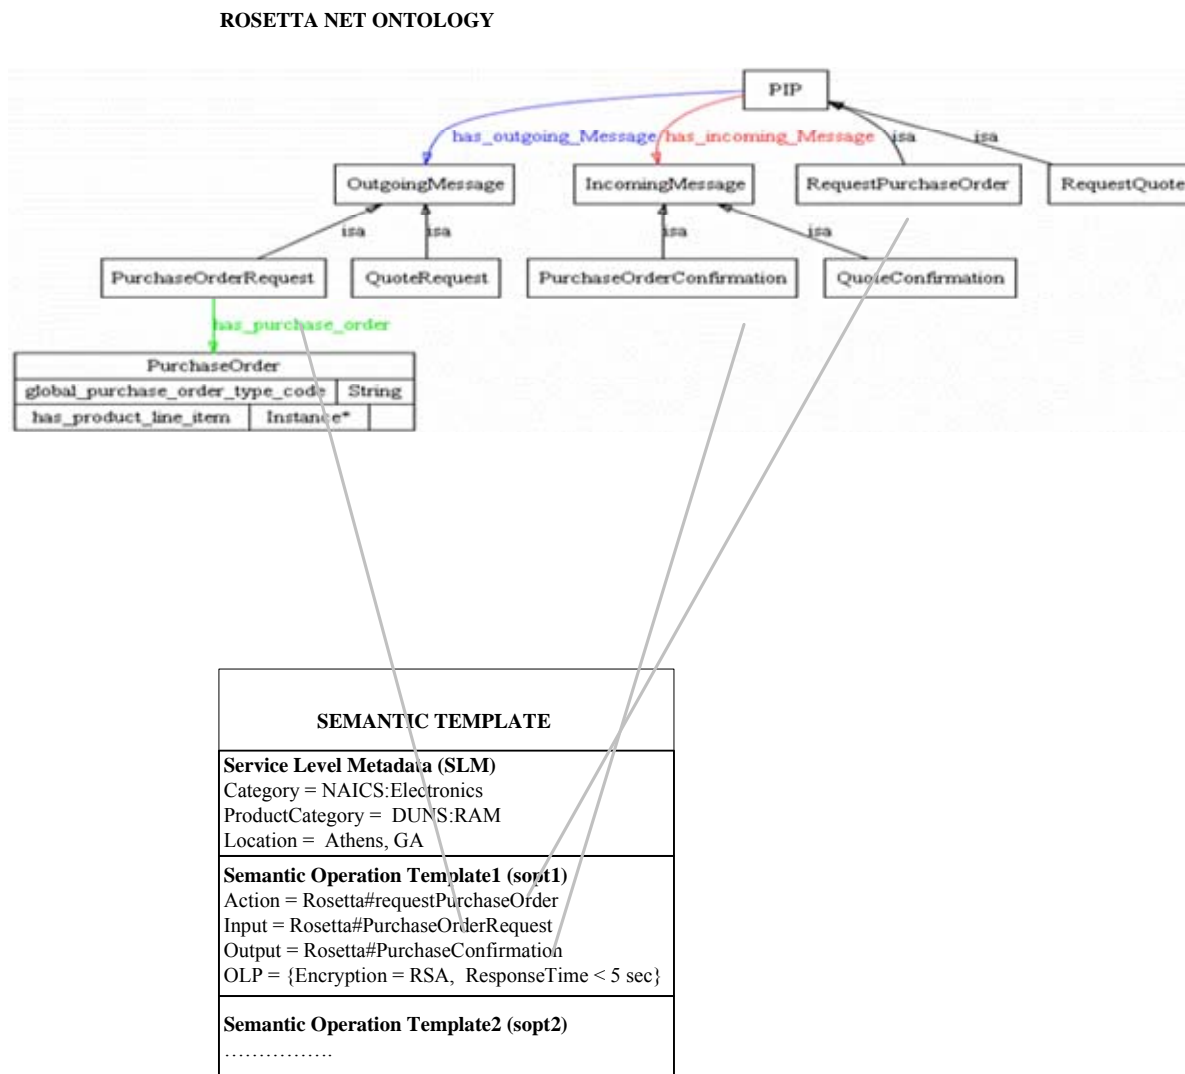 ROSETTA NET ONTOLOGY
PIP
has_outgoing_Message
has_incoming_Message
isa
isa
OutgoingMessage
IncomingMessage
RequestPurchaseOrder
RequestQuote
isa
isa
isa
isa
PurchaseOrderRequest
QuoteRequest
PurchaseOrderConfirmation
QuoteConfirmation
has_purchase_order
PurchaseOrder
global_purchase_order_type_code String
has_product_line_item Instance*
SEMANTIC TEMPLATE
Service Level Metadata (SLM)
Category = NAICS:Electronics
ProductCategory = DUNS:RAM
Location = Athens, GA
Semantic Operation Template1 (sopt1)
Action = Rosetta#requestPurchaseOrder
Input = Rosetta#PurchaseOrderRequest
Output = Rosetta#PurchaseConfirmation
OLP = {Encryption = RSA, ResponseTime < 5 sec}
Semantic Operation Template2 (sopt2)
…………….